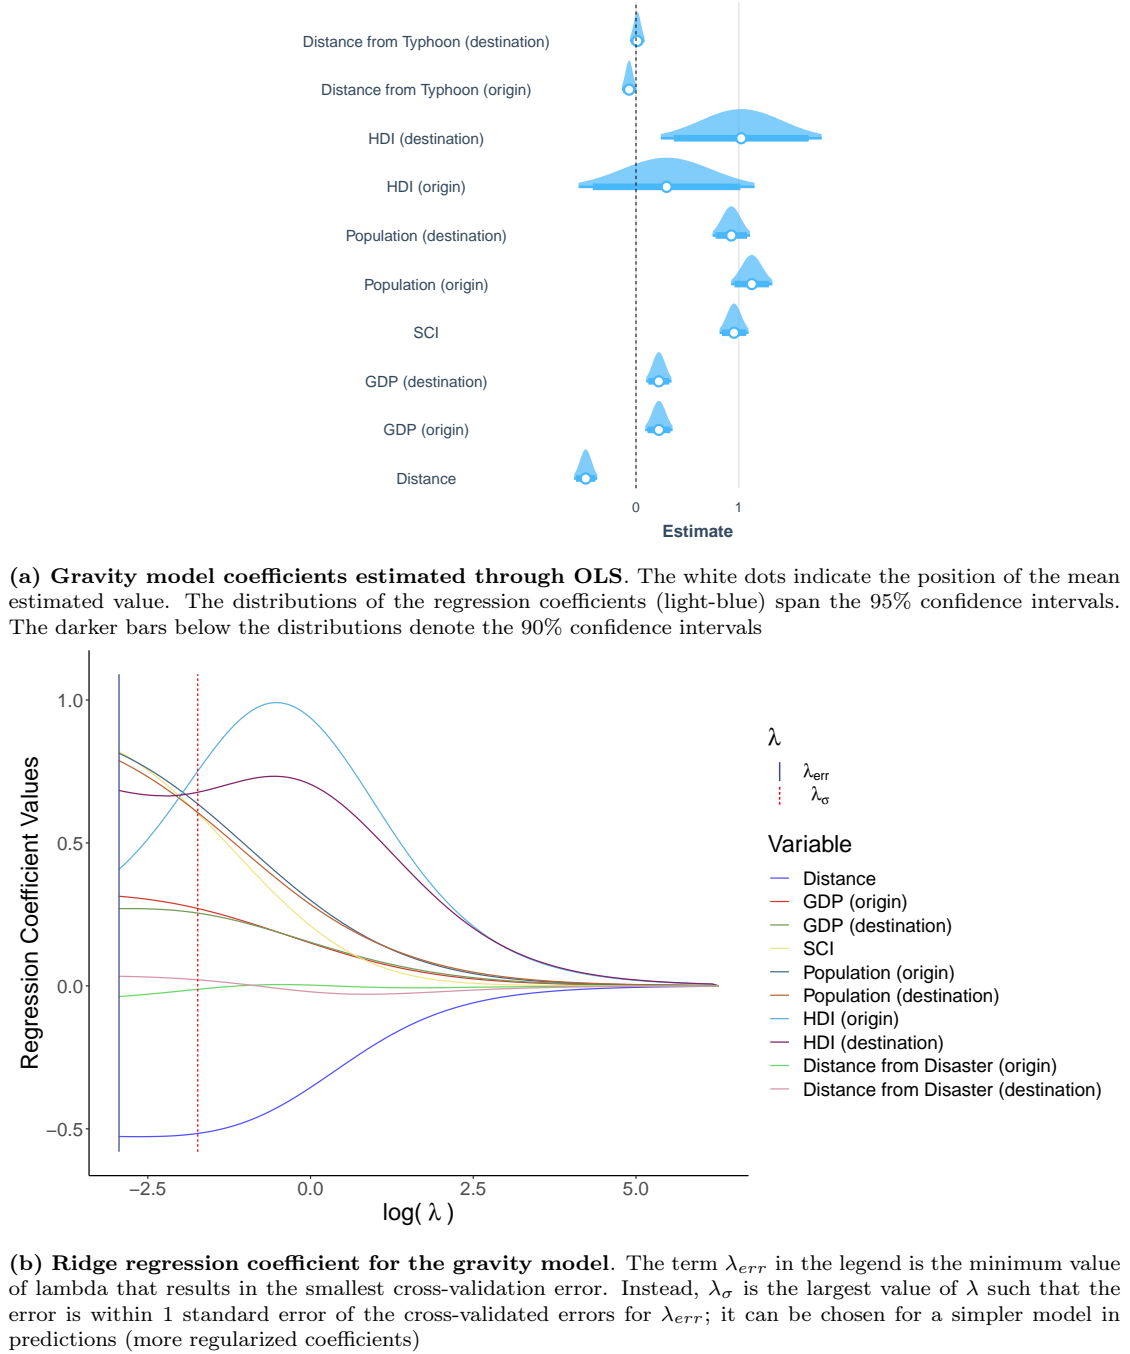 Distance from Typhoon (destination)
Distance from Typhoon (origin)
HDI (destination)
HDI (origin)
Population (destination)
Population (origin)
SCI
GDP (destination)
GDP (origin)
Distance
0 1
Estimate
(a) Gravity model coefficients estimated through OLS. The white dots indicate the position of the mean
estimated value. The distributions of the regression coefficients (light-blue) span the 95% confidence intervals.
The darker bars below the distributions denote the 90% confidence intervals
Regression Coefficient Values
1.0
0.5
0.0
−0.5
−2.5 0.0 2.5 5.0
log( λ )
λ
λerr
λσ
Variable
Distance
GDP (origin)
GDP (destination)
SCI
Population (origin)
Population (destination)
HDI (origin)
HDI (destination)
Distance from Disaster (origin)
Distance from Disaster (destination)
(b) Ridge regression coefficient for the gravity model. The term λerr in the legend is the minimum value
of lambda that results in the smallest cross-validation error. Instead, λσ is the largest value of λ such that the
error is within 1 standard error of the cross-validated errors for λerr; it can be chosen for a simpler model in
predictions (more regularized coefficients)